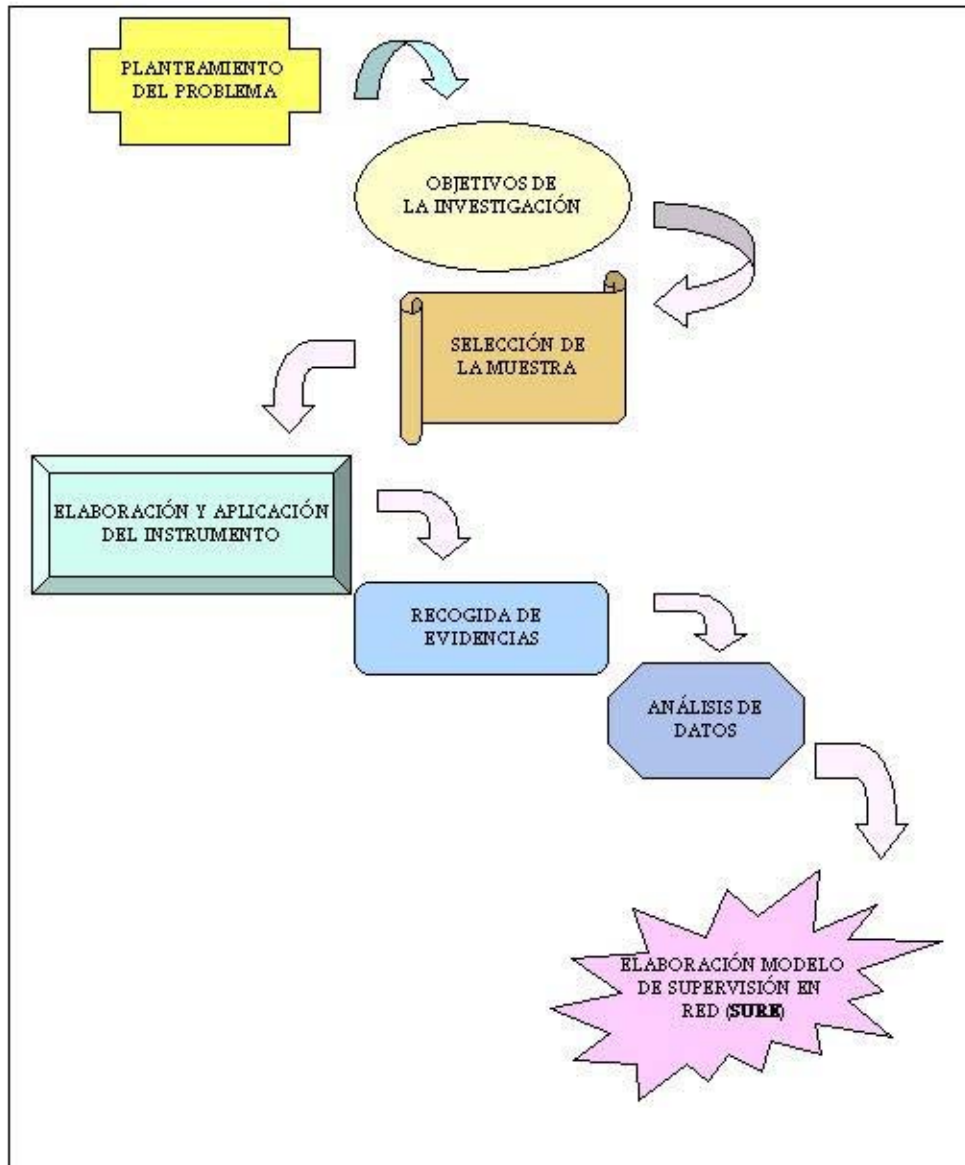 PLANTEAMIENTO
DEL PROBLEMA
OBJETIVOS DE
LA INVESTIGACIÓN
SELECCIÓN DE
LA MUESTRA
ELABORACIÓN Y APLICACIÓN
DEL INSTRUMENTO
RECOGIDA DE
EVIDENCIAS
ANÁLISIS DE
DATOS
ELABORACIÓN MODELO
DE SUPERVISIÓN EN
RED (SURE)